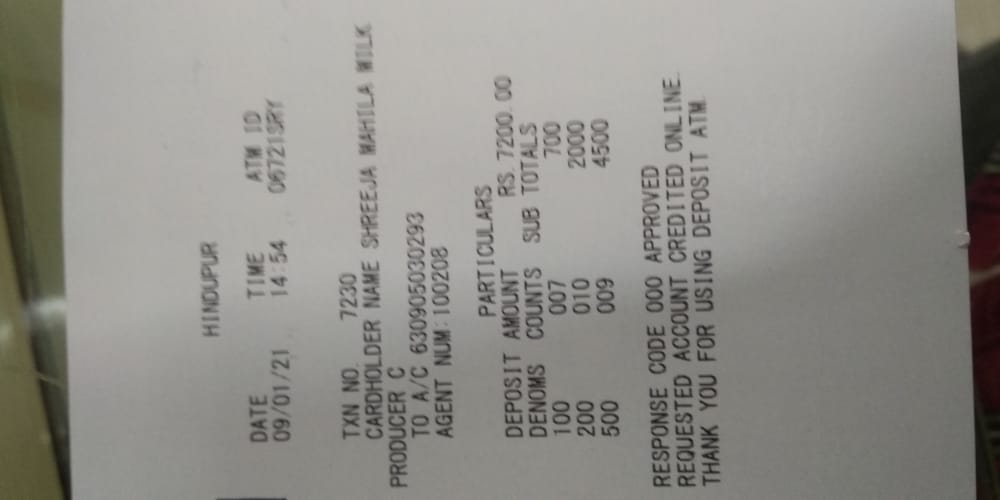 HINDUPUR
DATE TIME ATM ID
09/01/21 14:54 06721SRY
TXN NO. 7230
CARDHOLDER NAME SHREEJA MAHILA MILK
PRODUCER C
TO A/C 630905030293
AGENT NUM:100208
PARTICULARS
DEPOSIT AMOUNT RS. 7200.00
DENOMS COUNTS SUB TOTALS
100 007 700
200 010 2000
500 009 4500
RESPONSE CODE 000 APPROVED
REQUESTED ACCOUNT CREDITED ONLINE.
THANK YOU FOR USING DEPOSIT ATM.